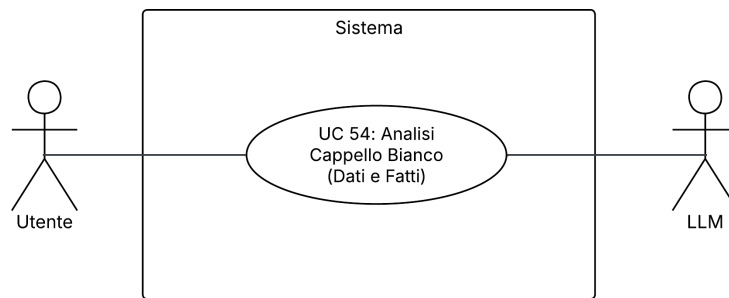 Sistema
UC 54: Analisi
Cappello Bianco
(Dati e Fatti)
Utente
LLM